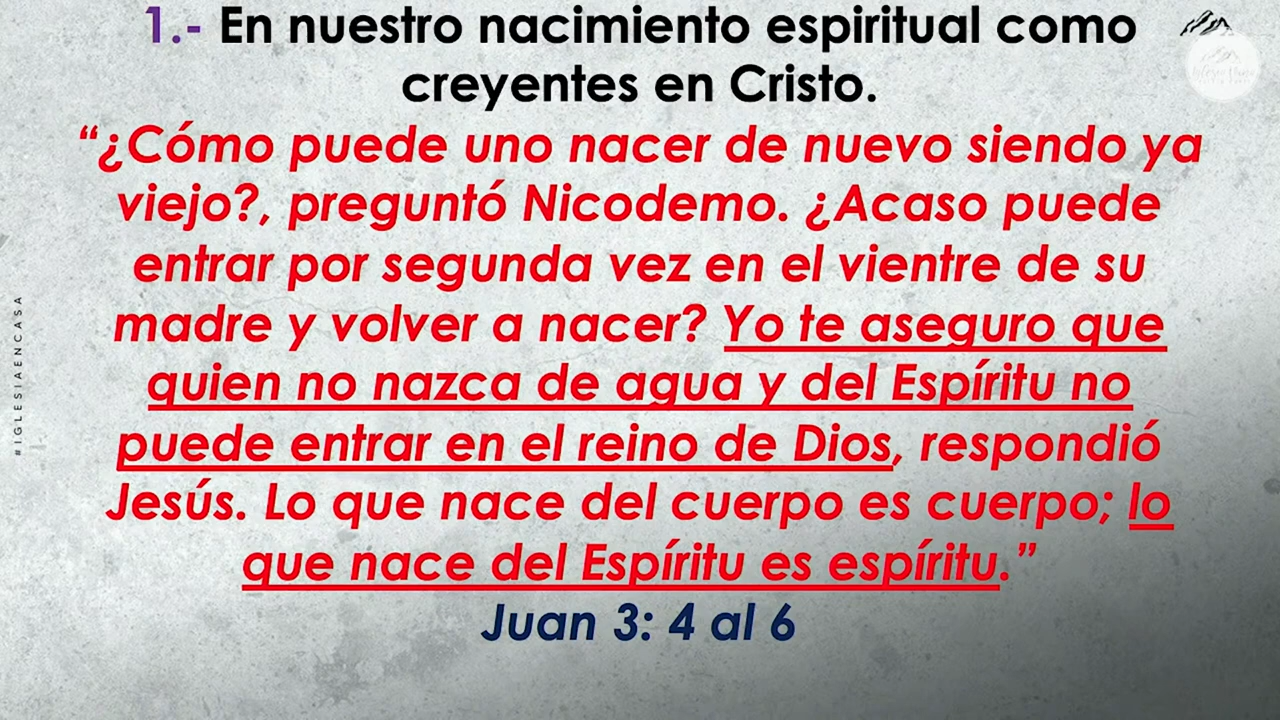 1.- En nuestro nacimiento espiritual como
creyentes en Cristo.
“¿Cómo puede uno nacer de nuevo siendo ya
viejo?, preguntó Nicodemo. ¿Acaso puede
entrar por segunda vez en el vientre de su
madre y volver a nacer? Yo te aseguro que
quien no nazca de agua y del Espíritu no
puede entrar en el reino de Dios, respondió
Jesús. Lo que nace del cuerpo es cuerpo; lo
que nace del Espíritu es espíritu.”
Juan 3: 4 al 6
#IGLESIAENCASA